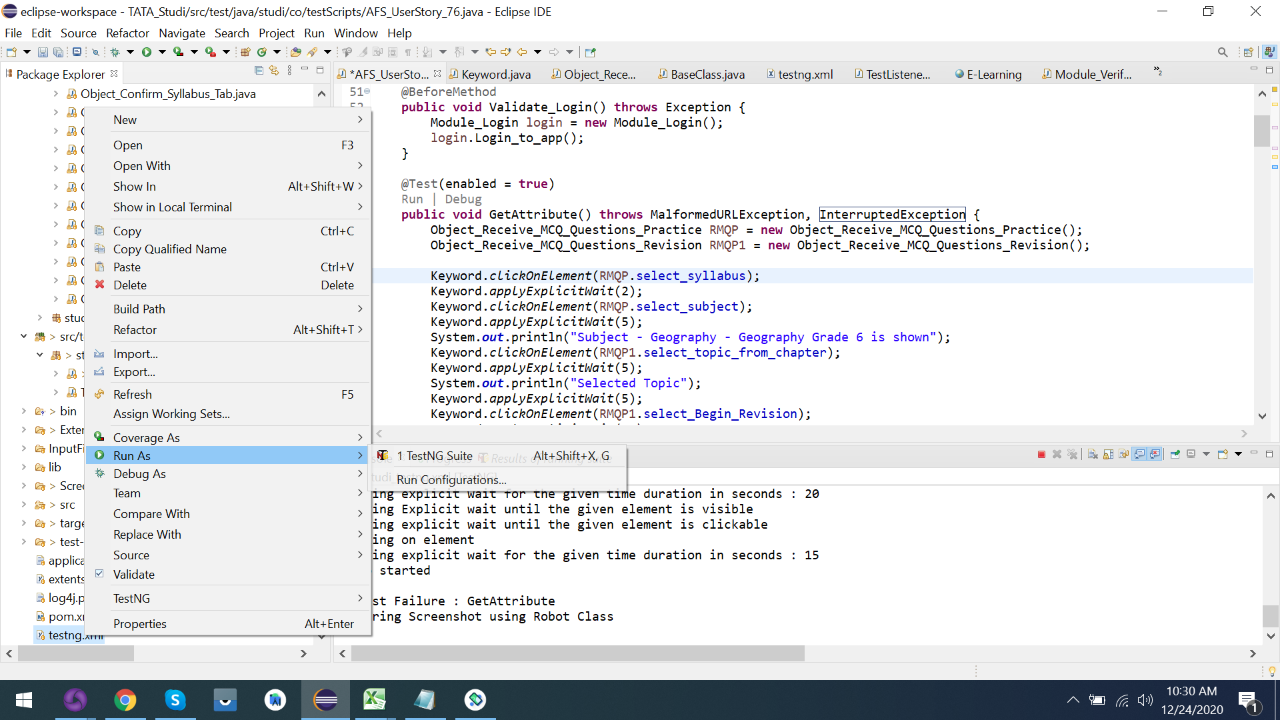 eclipse-workspace - TATA_Studi/src/test/java/studi/co/testScripts/AFS_UserStory_76.java - Eclipse IDE
File Edit Source Refactor Navigate Search Project Run Window Help
Package Explorer
*AFS_UserSto... Keyword.java Object_Rece... BaseClass.java testng.xml TestListene... E-Learning Module_Verif...
Object_Confirm_Syllabus_Tab.java
stud
src/t
st
T
bin
Exter
InputFi
lib
Scree
src
targe
test-
applica
extents
log4j.p
pom.xm
testng.xml
New
Open F3
Open With
Show In Alt+Shift+W
Show in Local Terminal
Copy Ctrl+C
Copy Qualified Name
Paste Ctrl+V
Delete Delete
Build Path
Refactor Alt+Shift+T
Import...
Export...
Refresh F5
Assign Working Sets...
Coverage As
Run As
Debug As
Team
Compare With
Replace With
Source
Validate
TestNG
Properties Alt+Enter
1 TestNG Suite Alt+Shift+X, G
Run Configurations...
51 @BeforeMethod
public void Validate_Login() throws Exception {
Module_Login login = new Module_Login();
login.Login_to_app();
}
@Test(enabled = true)
Run | Debug
public void GetAttribute() throws MalformedURLException, InterruptedException {
Object_Receive_MCQ_Questions_Practice RMQP = new Object_Receive_MCQ_Questions_Practice();
Object_Receive_MCQ_Questions_Revision RMQP1 = new Object_Receive_MCQ_Questions_Revision();
Keyword.clickOnElement(RMQP.select_syllabus);
Keyword.applyExplicitWait(2);
Keyword.clickOnElement(RMQP.select_subject);
Keyword.applyExplicitWait(5);
System.out.println("Subject - Geography - Geography Grade 6 is shown");
Keyword.clickOnElement(RMQP1.select_topic_from_chapter);
Keyword.applyExplicitWait(5);
System.out.println("Selected Topic");
Keyword.applyExplicitWait(5);
Keyword.clickOnElement(RMQP1.select_Begin_Revision);
ing explicit wait for the given time duration in seconds : 20
ing Explicit wait until the given element is visible
ing explicit wait until the given element is clickable
ing on element
ing explicit wait for the given time duration in seconds : 15
started
st Failure : GetAttribute
ring Screenshot using Robot Class
10:30 AM
12/24/2020
1